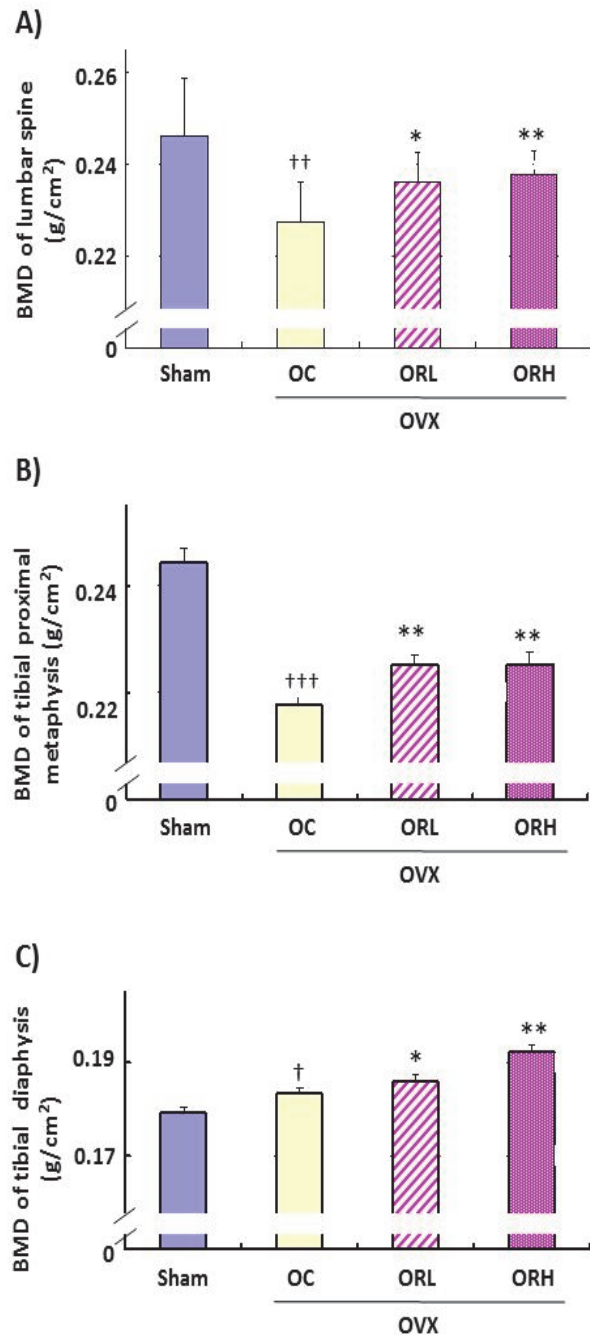 A)
BMD of lumbar spine
(g/cm²)
0.26
0.24
0.22
0
††
*
**
Sham
OC
ORL
ORH
OVX
B)
BMD of tibial proximal
metaphysis (g/cm²)
0.24
0.22
0
†††
**
**
Sham
OC
ORL
ORH
OVX
C)
BMD of tibial diaphysis
(g/cm²)
0.19
0.17
0
†
*
**
Sham
OC
ORL
ORH
OVX